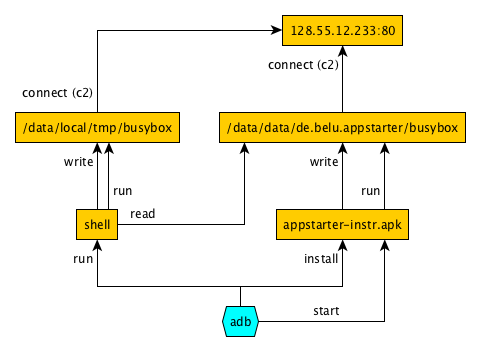 128.55.12.233:80
connect (c2)
connect (c2)
/data/local/tmp/busybox
/data/data/de.belu.appstarter/busybox
write
write
run
run
read
shell
appstarter-instr.apk
run
install
start
adb